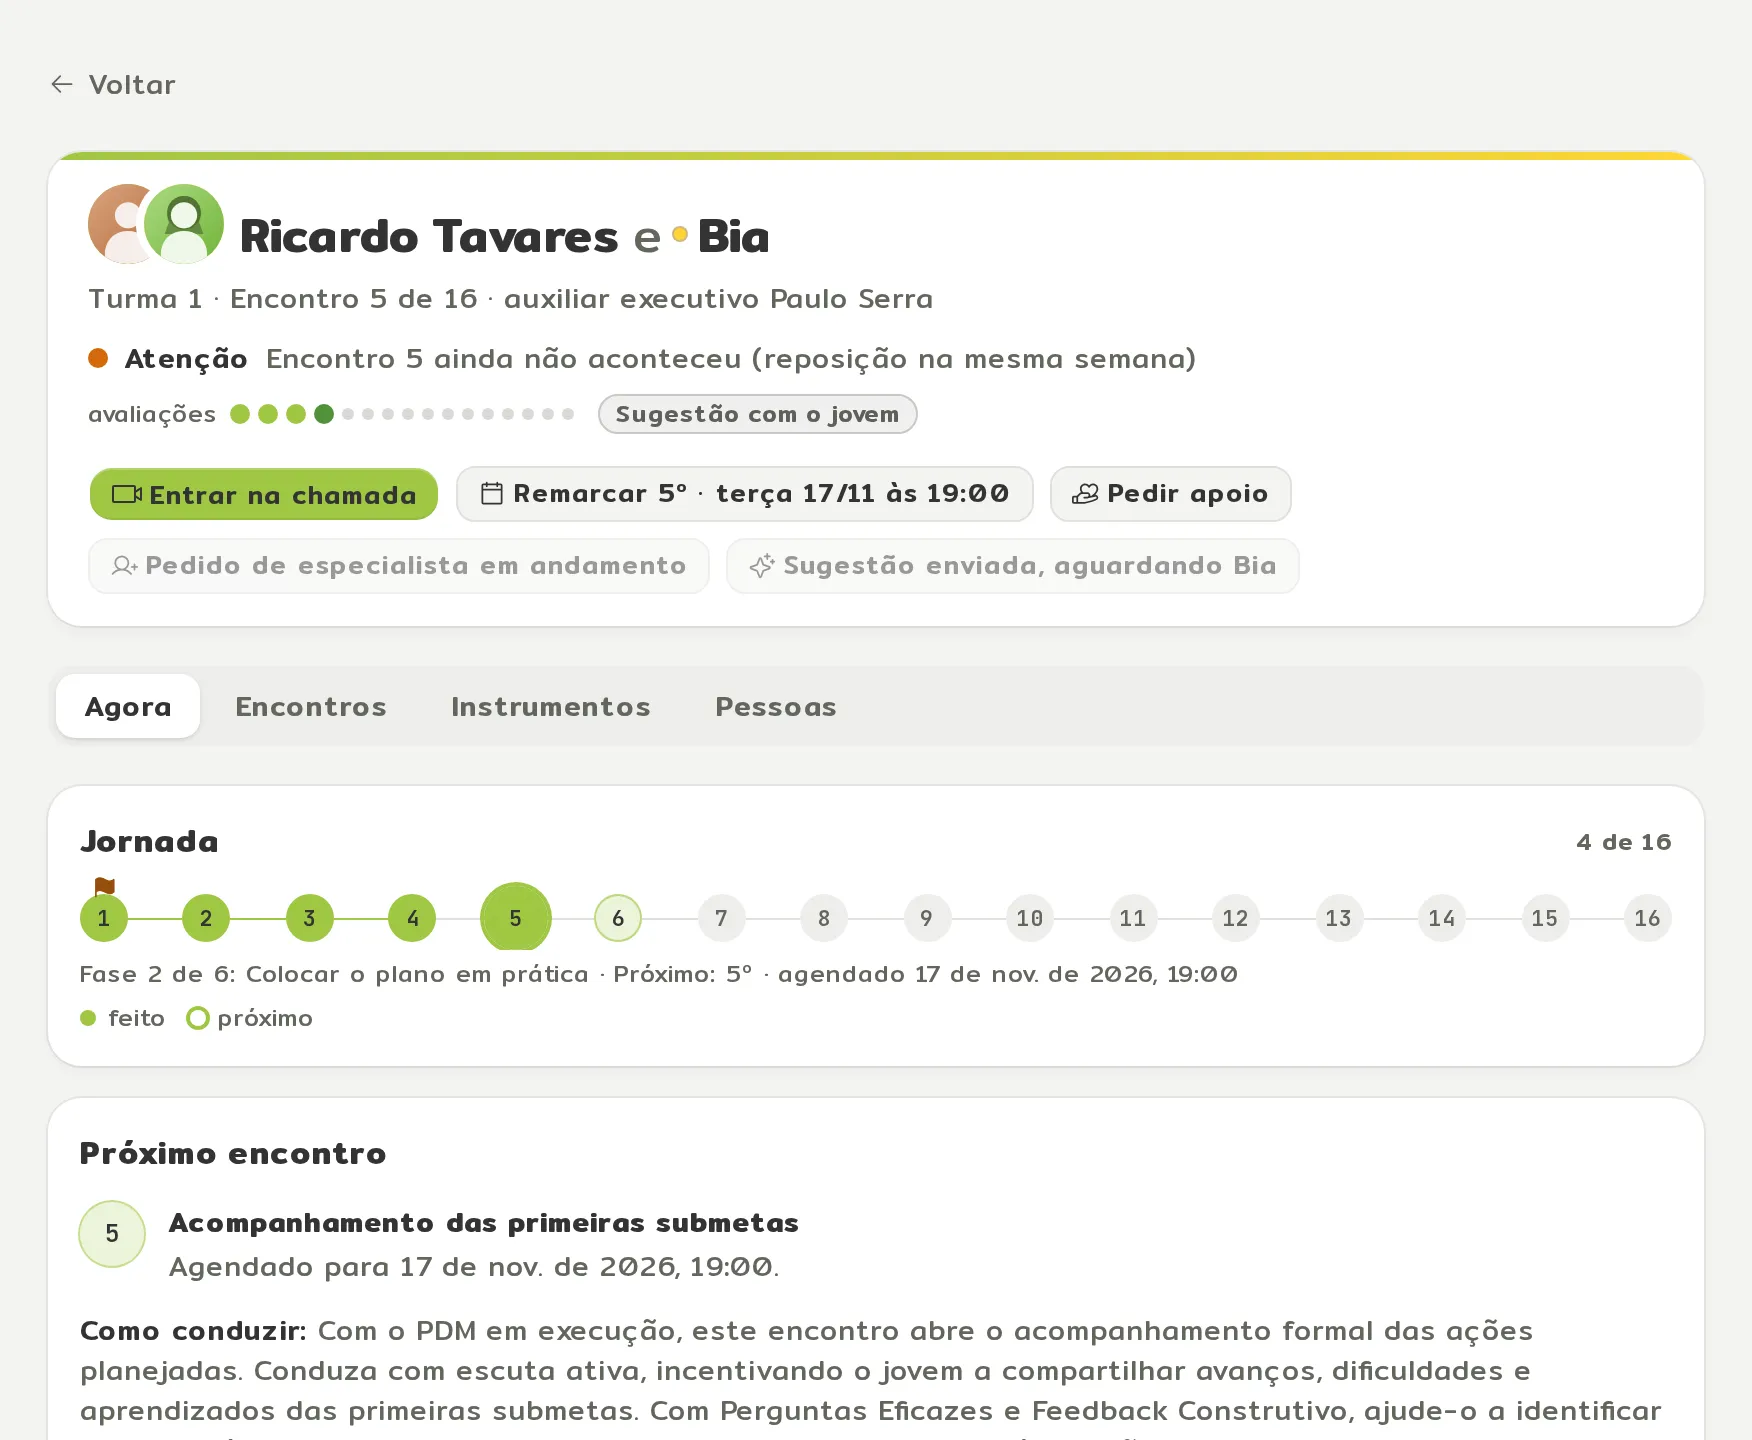 Voltar
Ricardo Tavares e Bia
Turma 1 · Encontro 5 de 16 · auxiliar executivo Paulo Serra
Atenção Encontro 5 ainda não aconteceu (reposição na mesma semana)
avaliações Sugestão com o jovem
Entrar na chamada Remarcar 5º · terça 17/11 às 19:00 Pedir apoio
Pedido de especialista em andamento Sugestão enviada, aguardando Bia
Agora Encontros Instrumentos Pessoas
Jornada 4 de 16
1 2 3 4 5 6 7 8 9 10 11 12 13 14 15 16
Fase 2 de 6: Colocar o plano em prática · Próximo: 5º · agendado 17 de nov. de 2026, 19:00
feito próximo
Próximo encontro
5 Acompanhamento das primeiras submetas
Agendado para 17 de nov. de 2026, 19:00.
Como conduzir: Com o PDM em execução, este encontro abre o acompanhamento formal das ações
planejadas. Conduza com escuta ativa, incentivando o jovem a compartilhar avanços, dificuldades e
aprendizados das primeiras submetas. Com Perguntas Eficazes e Feedback Construtivo, ajude-o a identificar